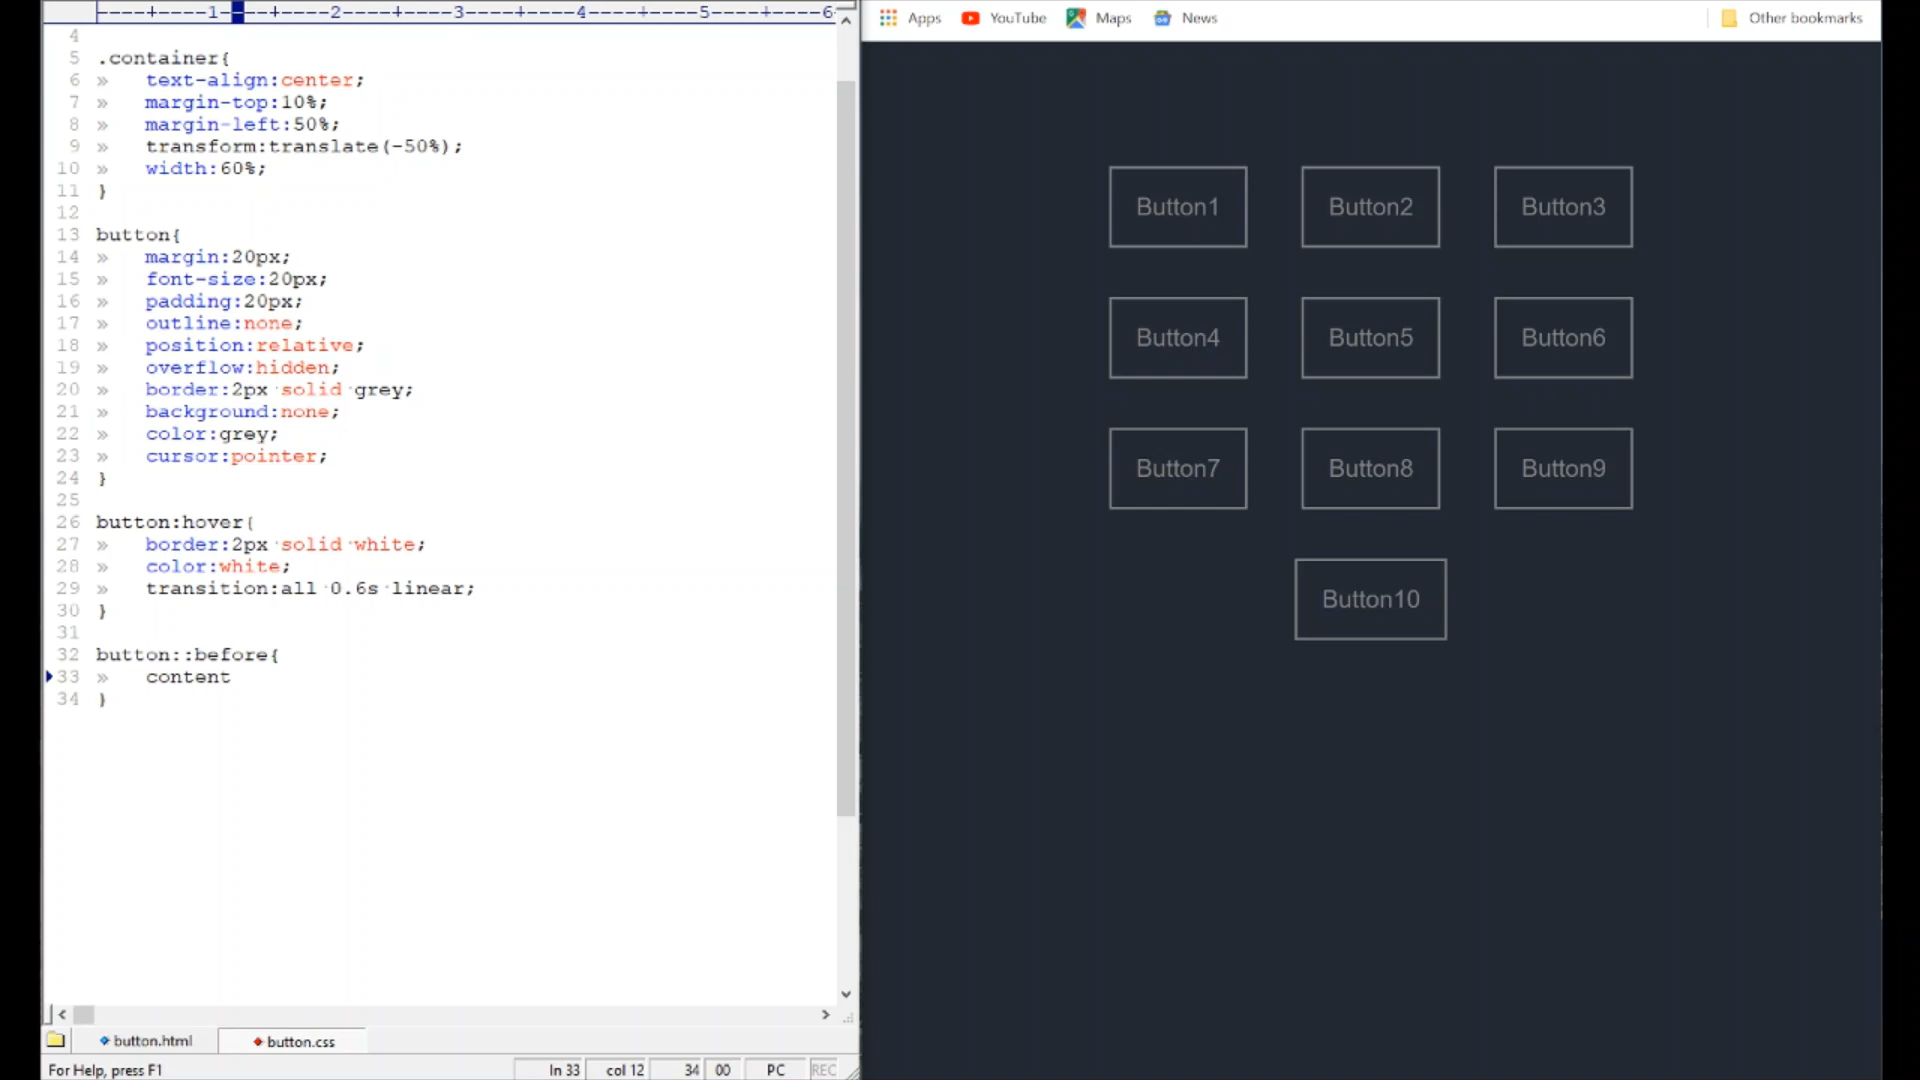 ----+----1----+----2----+----3----+----4----+----5----+----6-
4
5 .container{
6 » text-align:center;
7 » margin-top:10%;
8 » margin-left:50%;
9 » transform:translate(-50%);
10 » width:60%;
11 }
12
13 button{
14 » margin:20px;
15 » font-size:20px;
16 » padding:20px;
17 » outline:none;
18 » position:relative;
19 » overflow:hidden;
20 » border:2px·solid·grey;
21 » background:none;
22 » color:grey;
23 » cursor:pointer;
24 }
25
26 button:hover{
27 » border:2px·solid·white;
28 » color:white;
29 » transition:all·0.6s·linear;
30 }
31
32 button::before{
33 » content
34 }
button.html button.css
For Help, press F1 ln 33 col 12 34 00 PC REC
Apps YouTube Maps News Other bookmarks
Button1 Button2 Button3
Button4 Button5 Button6
Button7 Button8 Button9
Button10